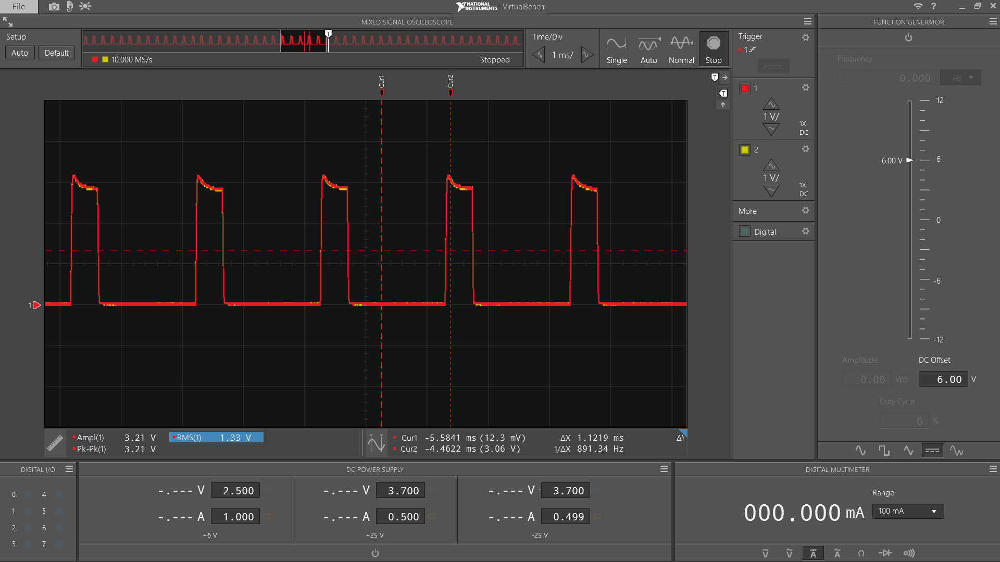 File
NATIONAL INSTRUMENTS VirtualBench
?
MIXED SIGNAL OSCILLOSCOPE
FUNCTION GENERATOR
Setup
Auto Default
T
10.000 MS/s
Stopped
Time/Div
1 ms/
Single Auto Normal Stop
Trigger
1
Force
Frequency
0.000 Hz
Cur1 Cur2
T
T
1
1 V/
1X
DC
2
1 V/
1X
DC
More
Digital
12
6.00 V
6
0
-6
-12
1
Amplitude DC Offset
0.00 Vpp 6.00 V
Duty Cycle
0 %
Ampl(1) 3.21 V RMS(1) 1.33 V
Pk-Pk(1) 3.21 V
Cur1 -5.5841 ms (12.3 mV) ΔX 1.1219 ms
Cur2 -4.4622 ms (3.06 V) 1/ΔX 891.34 Hz
DIGITAL I/O
DC POWER SUPPLY
DIGITAL MULTIMETER
0 4
1 5
2 6
3 7
-.--- V 2.500 CV -.--- V 3.700 CV -.--- V -3.700 CV
-.--- A 1.000 CC -.--- A 0.500 CC -.--- A 0.499 CC
+6 V +25 V -25 V
Range
000.000 mA 100 mA
V V A A Ω